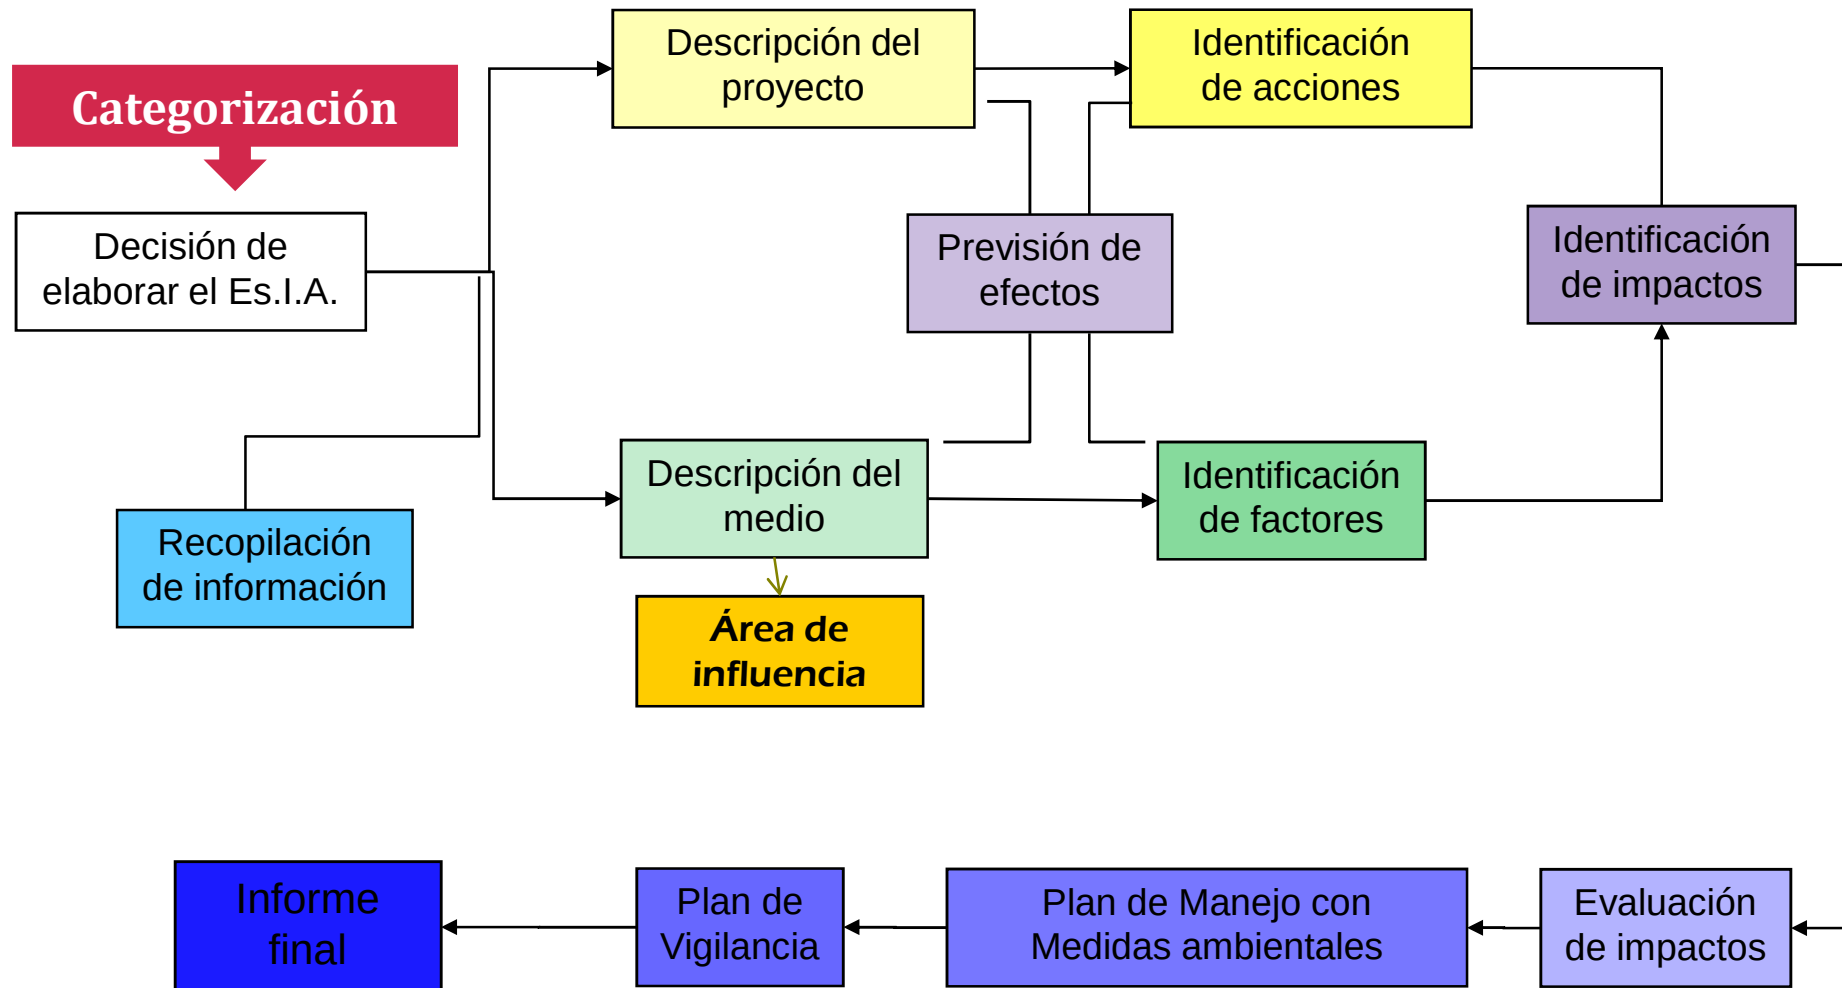 Descripción del
proyecto
Identificación
de acciones
Categorización
Decisión de
elaborar el Es.I.A.
Previsión de
efectos
Identificación
de impactos
Descripción del
medio
Identificación
de factores
Recopilación
de información
Área de
influencia
Informe
final
Plan de
Vigilancia
Plan de Manejo con
Medidas ambientales
Evaluación
de impactos